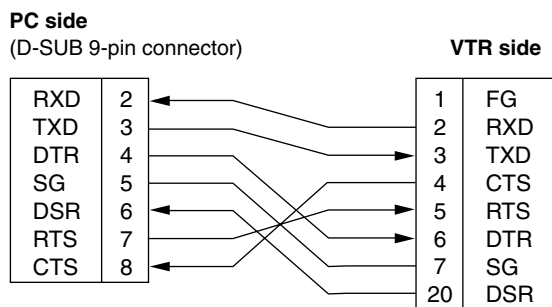 PC side
(D-SUB 9-pin connector)
VTR side
RXD 2
TXD 3
DTR 4
SG 5
DSR 6
RTS 7
CTS 8
1 FG
2 RXD
3 TXD
4 CTS
5 RTS
6 DTR
7 SG
20 DSR